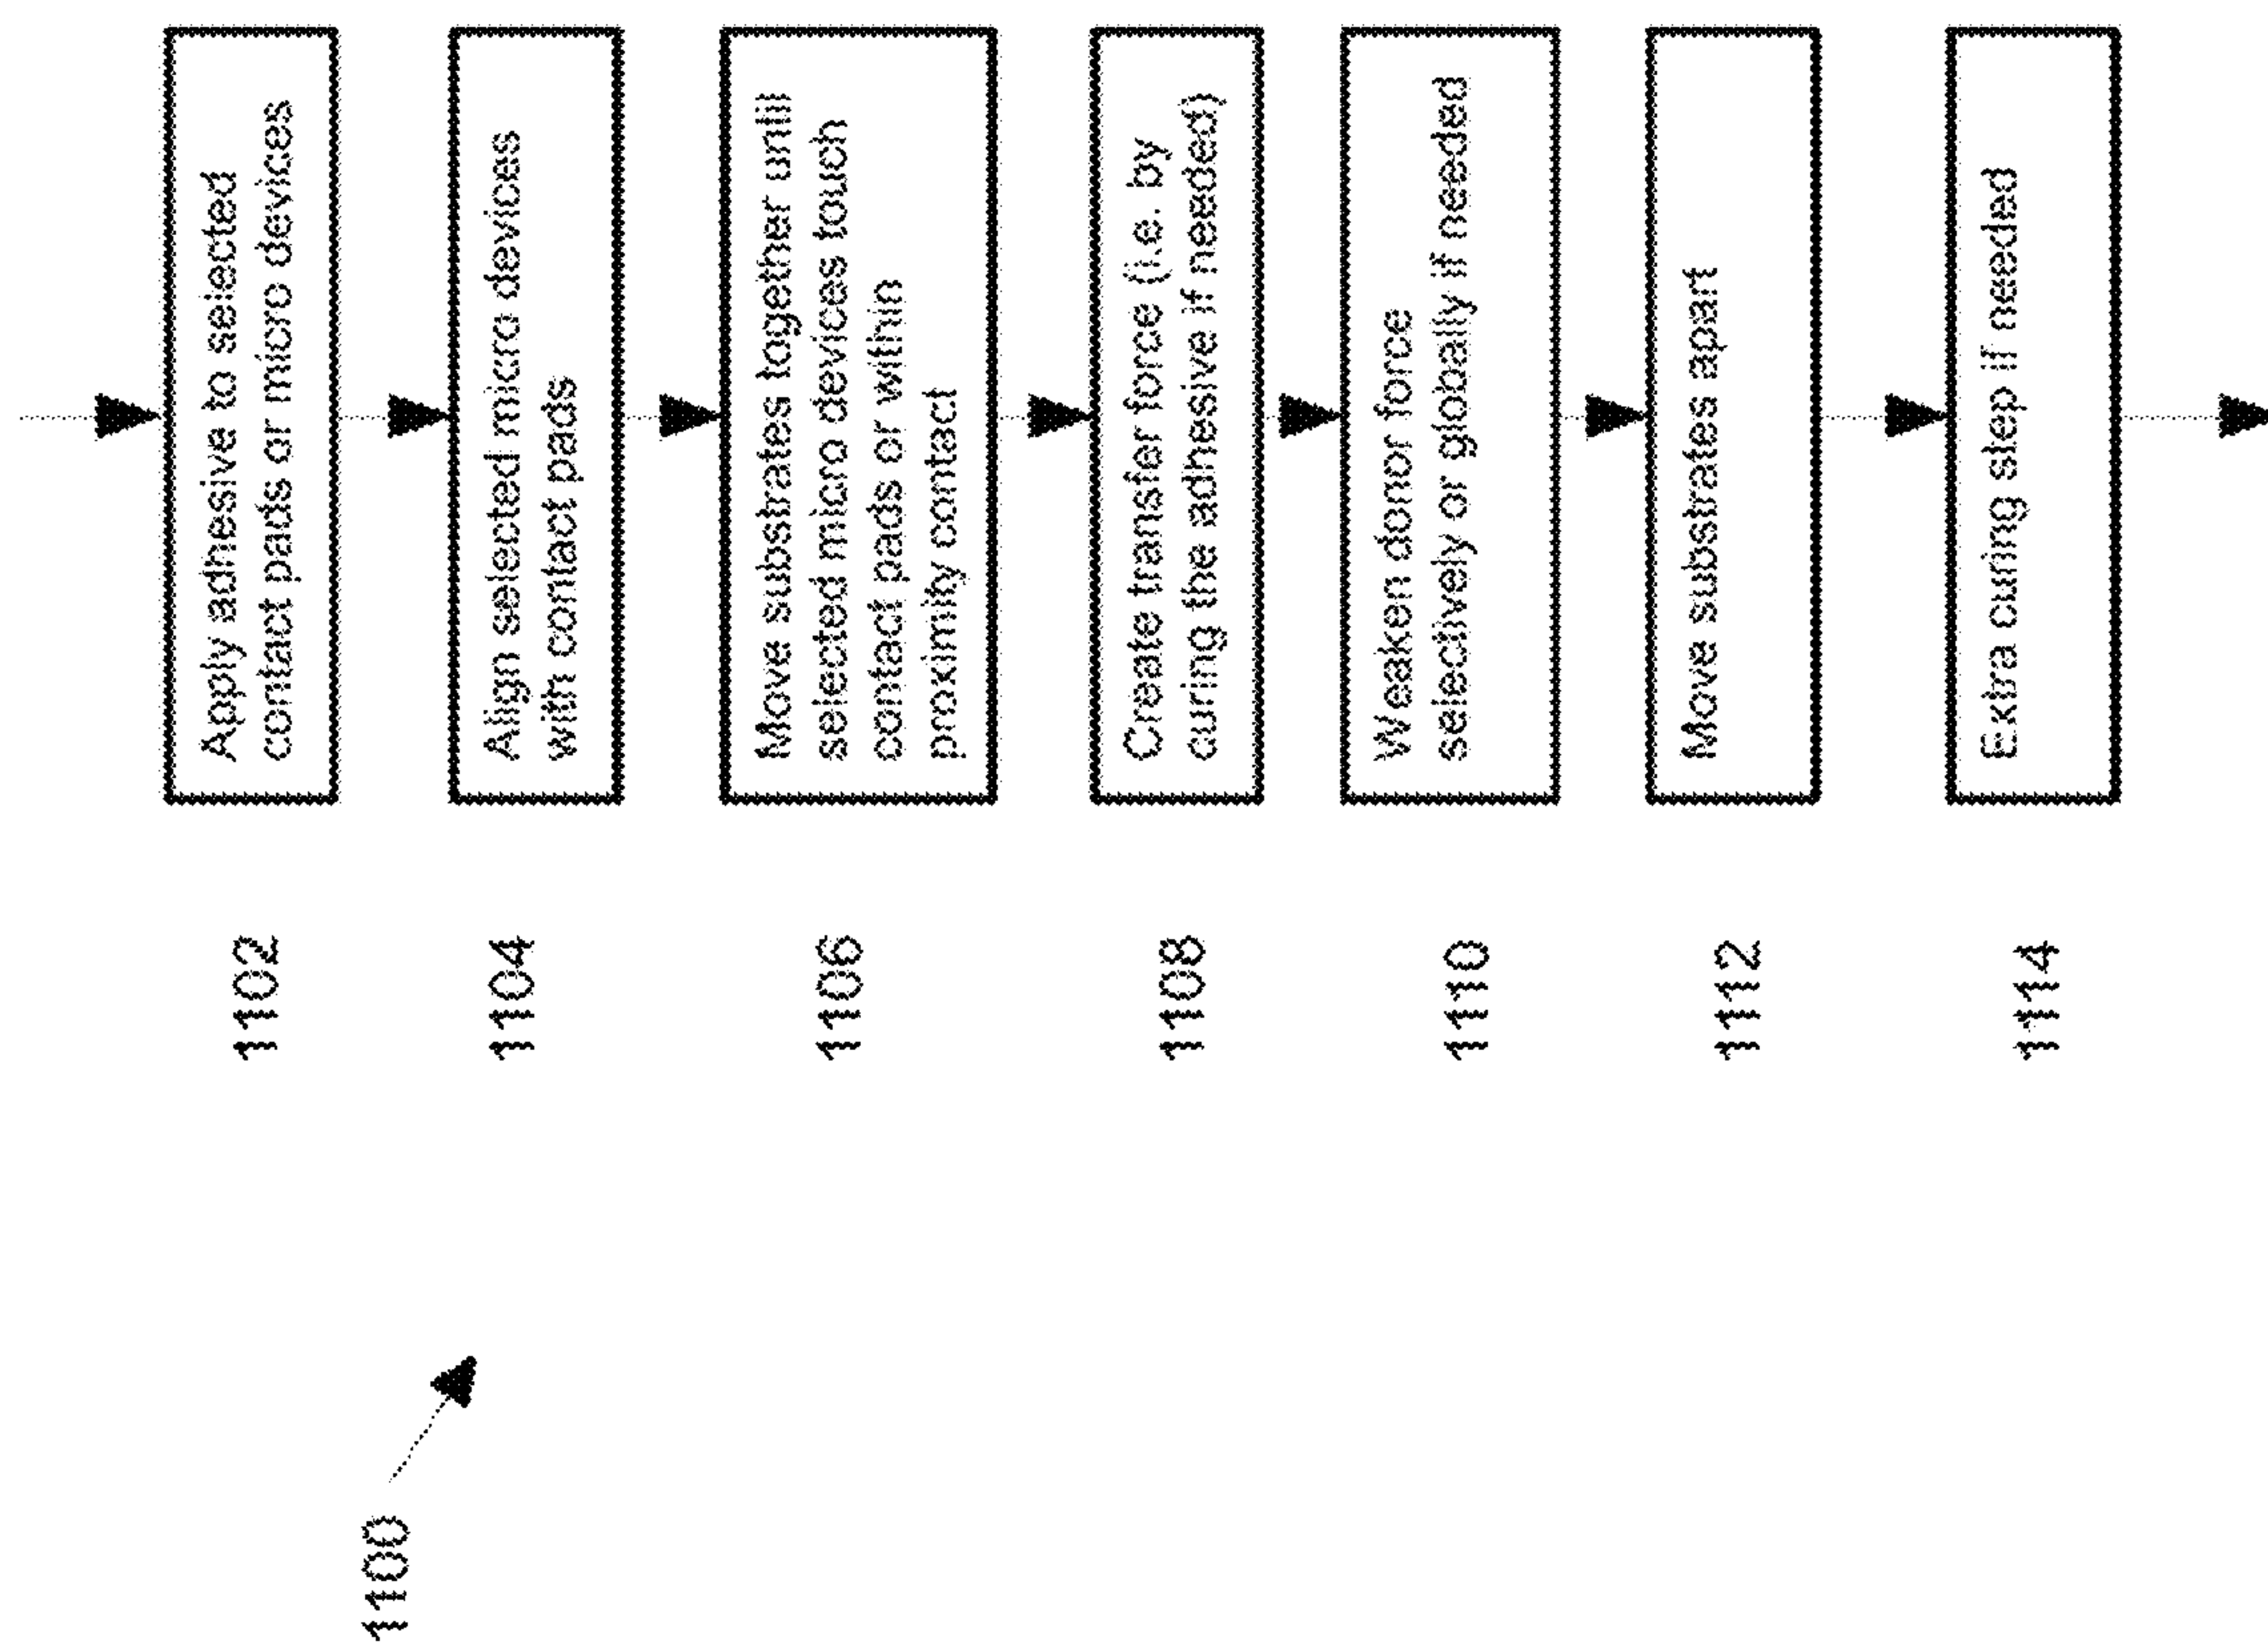 1100
1102
Apply adhesive to selected
contact pads or micro devices
1104
Align selected micro devices
with contact pads
1106
Move substrates together until
selected micro devices touch
contact pads or within
proximity contact
1108
Create transfer force (i.e. by
curing the adhesive if needed)
1110
Weaken donor force
selectively or globally if needed
1112
Move substrates apart
1114
Extra curing step if needed